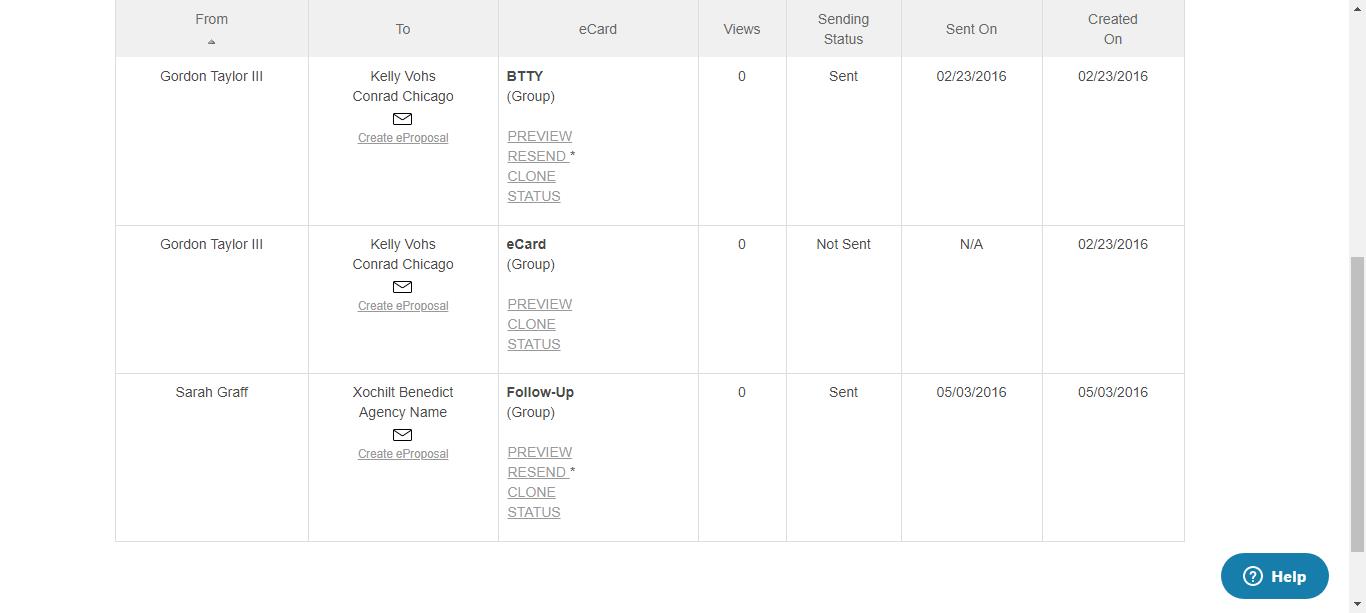 From
To
eCard
Views
Sending
Status
Sent On
Created
On
Gordon Taylor III
Kelly Vohs
Conrad Chicago
Create eProposal
BTTY
(Group)
PREVIEW
RESEND *
CLONE
STATUS
0
Sent
02/23/2016
02/23/2016
Gordon Taylor III
Kelly Vohs
Conrad Chicago
Create eProposal
eCard
(Group)
PREVIEW
CLONE
STATUS
0
Not Sent
N/A
02/23/2016
Sarah Graff
Xochilt Benedict
Agency Name
Create eProposal
Follow-Up
(Group)
PREVIEW
RESEND *
CLONE
STATUS
0
Sent
05/03/2016
05/03/2016
? Help